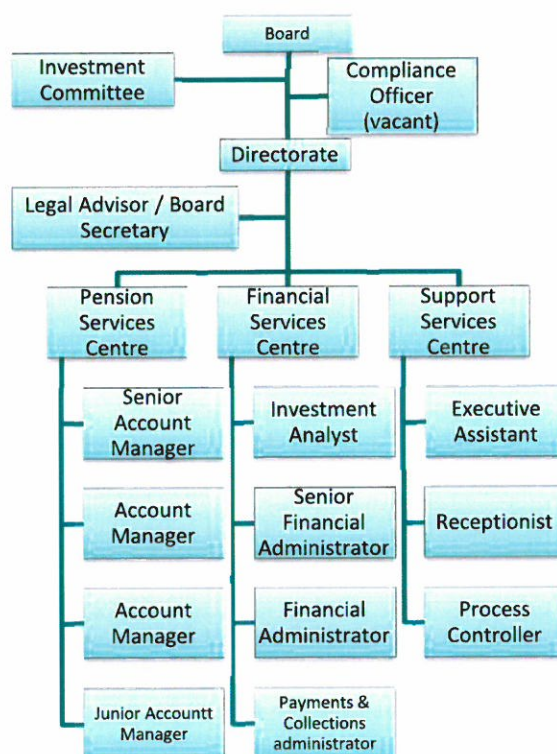 Board
Investment
Committee
Compliance
Officer
(vacant)
Directorate
Legal Advisor / Board
Secretary
Pension
Services
Centre
Financial
Services
Centre
Support
Services
Centre
Senior
Account
Manager
Investment
Analyst
Executive
Assistant
Account
Manager
Senior
Financial
Administrator
Receptionist
Account
Manager
Financial
Administrator
Process
Controller
Junior Accountt
Manager
Payments &
Collections
administrator